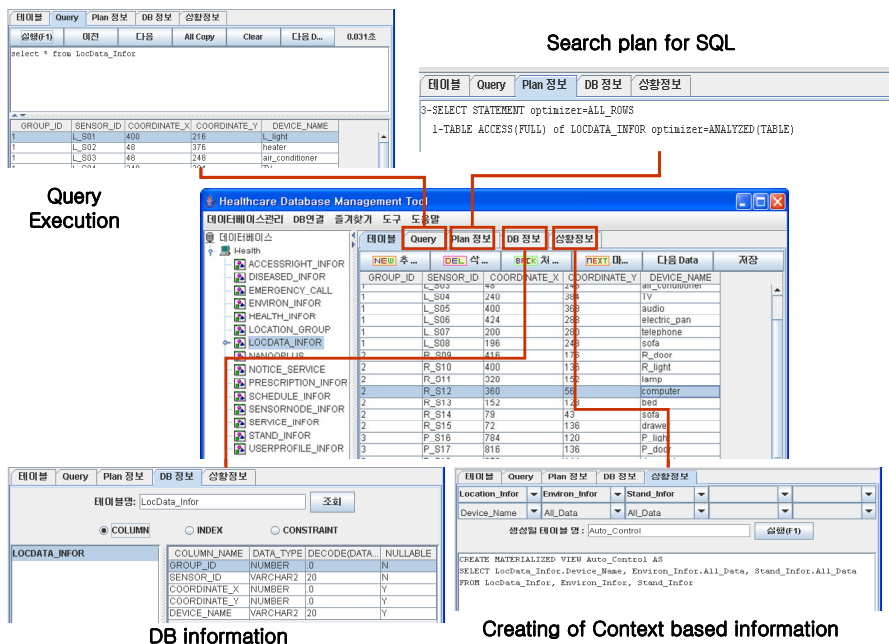 테이블 Query Plan 정보 DB 정보 상황정보
실행(F1) 이전 다음 All Copy Clear 다음 D... 0.031초
select * from LocData_Infor
GROUP_ID SENSOR_ID COORDINATE_X COORDINATE_Y DEVICE_NAME
1 L_S01 400 216 L_light
1 L_S02 48 376 heater
1 L_S03 48 248 air_conditioner
Query
Execution
Search plan for SQL
테이블 Query Plan 정보 DB 정보 상황정보
3-SELECT STATEMENT optimizer=ALL_ROWS
1-TABLE ACCESS(FULL) of LOCDATA_INFOR optimizer=ANALYZED(TABLE)
Healthcare Database Management Tool
데이터베이스관리 DB연결 즐겨찾기 도구 도움말
데이터베이스
Health
ACCESSRIGHT_INFOR
DISEASED_INFOR
EMERGENCY_CALL
ENVIRON_INFOR
HEALTH_INFOR
LOCATION_GROUP
LOCDATA_INFOR
NANOQPLUS
NOTICE_SERVICE
PRESCRIPTION_INFOR
SCHEDULE_INFOR
SENSORNODE_INFOR
SERVICE_INFOR
STAND_INFOR
USERPROFILE_INFOR
테이블 Query Plan 정보 DB 정보 상황정보
NEW 추... DEL 삭... BACK 처... NEXT 마... 다음 Data 저장
GROUP_ID SENSOR_ID COORDINATE_X COORDINATE_Y DEVICE_NAME
1 L_S03 48 248 air_conditioner
1 L_S04 240 384 TV
1 L_S05 400 368 audio
1 L_S06 424 288 electric_pan
1 L_S07 200 280 telephone
1 L_S08 196 248 sofa
2 R_S09 416 176 R_door
2 R_S10 400 136 R_light
2 R_S11 320 152 lamp
2 R_S12 360 56 computer
2 R_S13 152 128 bed
2 R_S14 79 43 sofa
2 R_S15 72 136 drawer
3 P_S16 784 120 P_light
3 P_S17 816 136 P_door
테이블 Query Plan 정보 DB 정보 상황정보
테이블명: LocData_Infor 조회
COLUMN INDEX CONSTRAINT
LOCDATA_INFOR
COLUMN_NAME DATA_TYPE DECODE(DATA... NULLABLE
GROUP_ID NUMBER .0 N
SENSOR_ID VARCHAR2 20 N
COORDINATE_X NUMBER .0 Y
COORDINATE_Y NUMBER .0 Y
DEVICE_NAME VARCHAR2 20 Y
DB information
테이블 Query Plan 정보 DB 정보 상황정보
Location_Infor Environ_Infor Stand_Infor
Device_Name All_Data All_Data
생성될 테이블 명 : Auto_Control 실행(F1)
CREATE MATERIALIZED VIEW Auto_Control AS
SELECT LocData_Infor.Device_Name, Environ_Infor.All_Data, Stand_Infor.All_Data
FROM LocData_Infor, Environ_Infor, Stand_Infor
Creating of Context based information